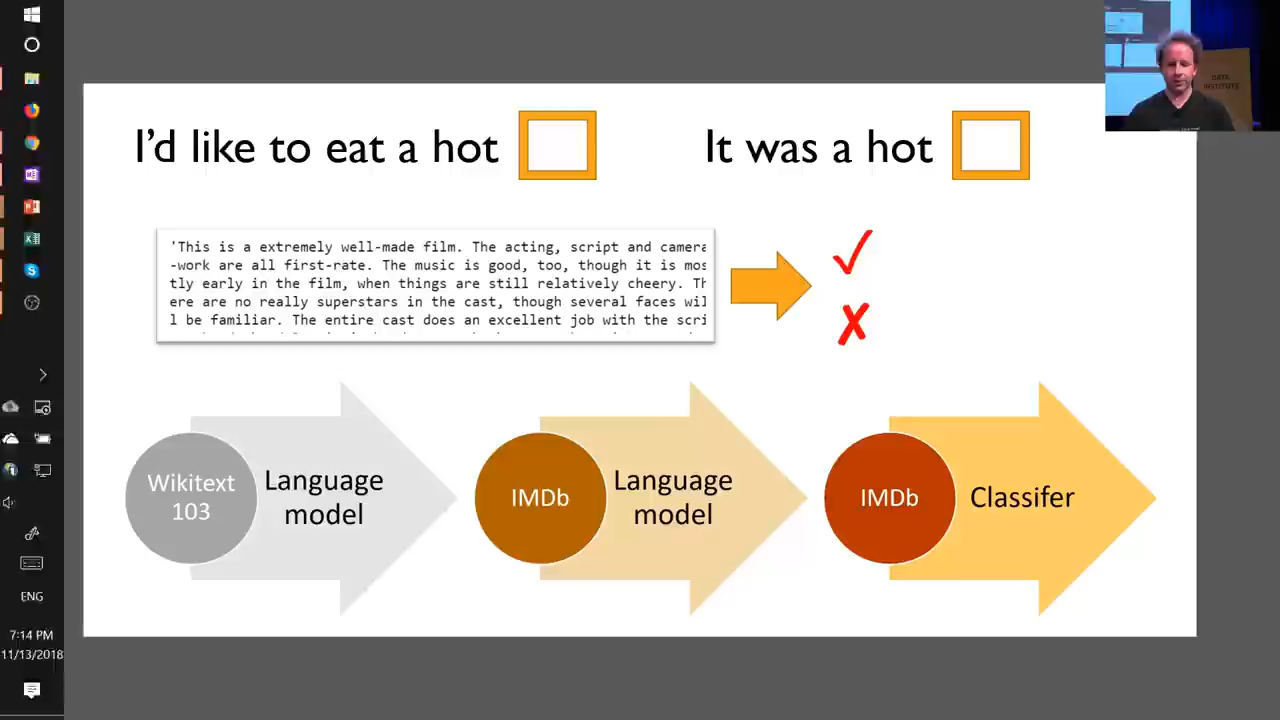 I'd like to eat a hot
It was a hot
'This is a extremely well-made film. The acting, script and camera
-work are all first-rate. The music is good, too, though it is mos
tly early in the film, when things are still relatively cheery. Th
ere are no really superstars in the cast, though several faces wil
l be familiar. The entire cast does an excellent job with the scri
Wikitext
103
Language
model
IMDb
Language
model
IMDb
Classifer
DATA
INSTITUTE
ENG
7:14 PM
11/13/2018